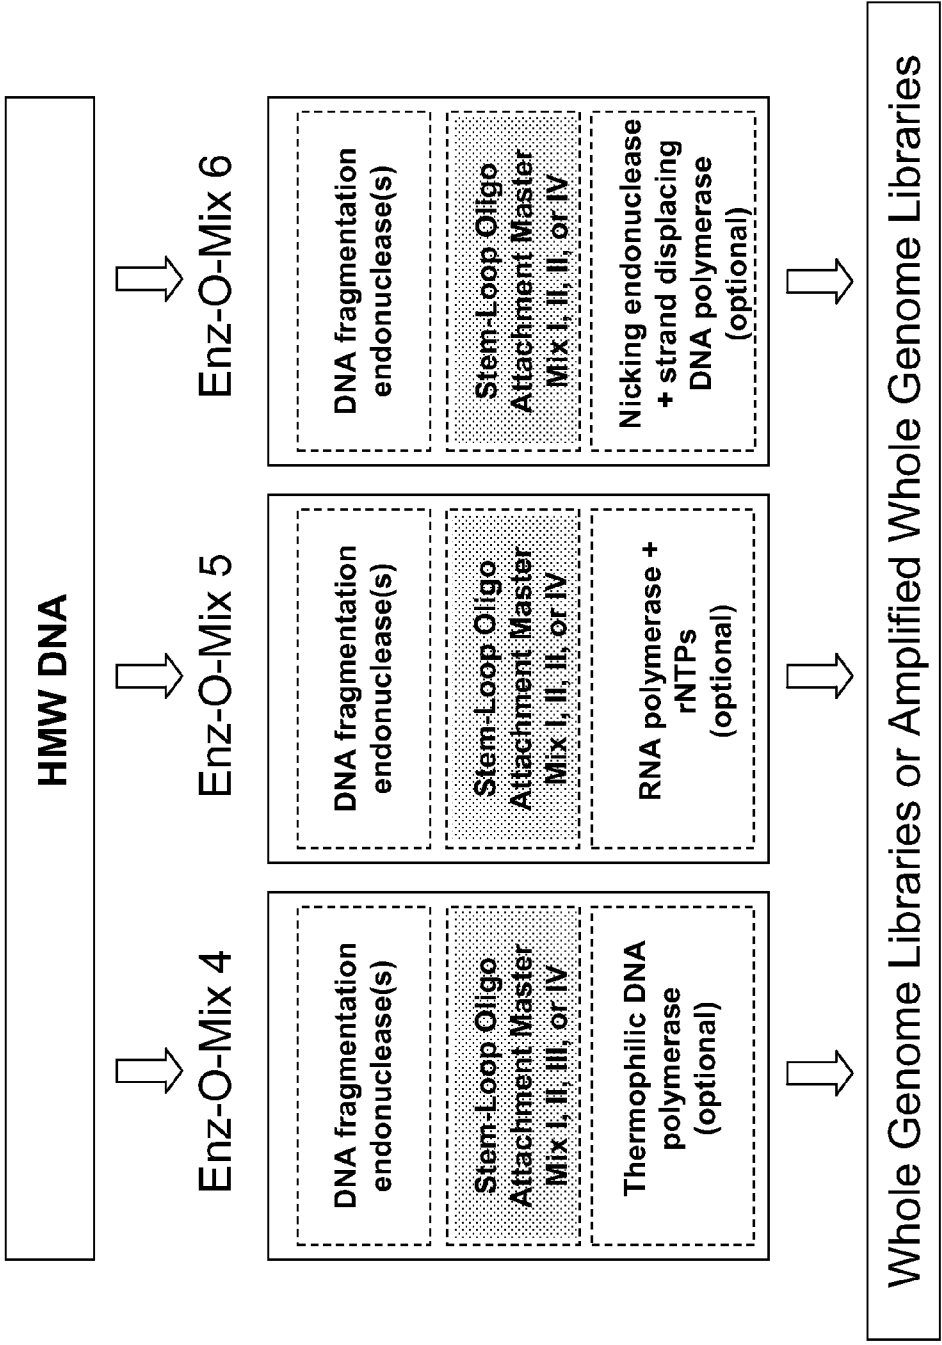 HMW DNA
Enz-O-Mix 4
DNA fragmentation
endonuclease(s)
Stem-Loop Oligo
Attachment Master
Mix I, II, III, or IV
Thermophilic DNA
polymerase
(optional)
Enz-O-Mix 5
DNA fragmentation
endonuclease(s)
Stem-Loop Oligo
Attachment Master
Mix I, II, II, or IV
RNA polymerase +
rNTPs
(optional)
Enz-O-Mix 6
DNA fragmentation
endonuclease(s)
Stem-Loop Oligo
Attachment Master
Mix I, II, II, or IV
Nicking endonuclease
+ strand displacing
DNA polymerase
(optional)
Whole Genome Libraries or Amplified Whole Genome Libraries